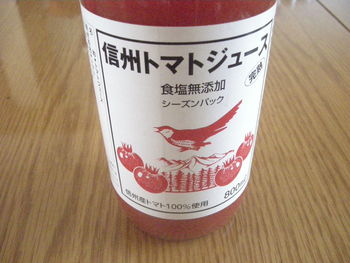 信州トマトジュース
完熟
食塩無添加
シーズンパック
信州産トマト100%使用
800ml